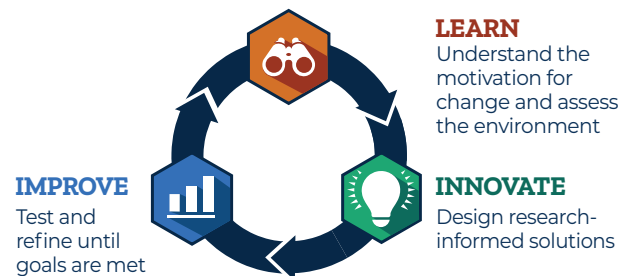 LEARN
Understand the
motivation for
change and assess
the environment
INNOVATE
Design research-
informed solutions
IMPROVE
Test and
refine until
goals are met